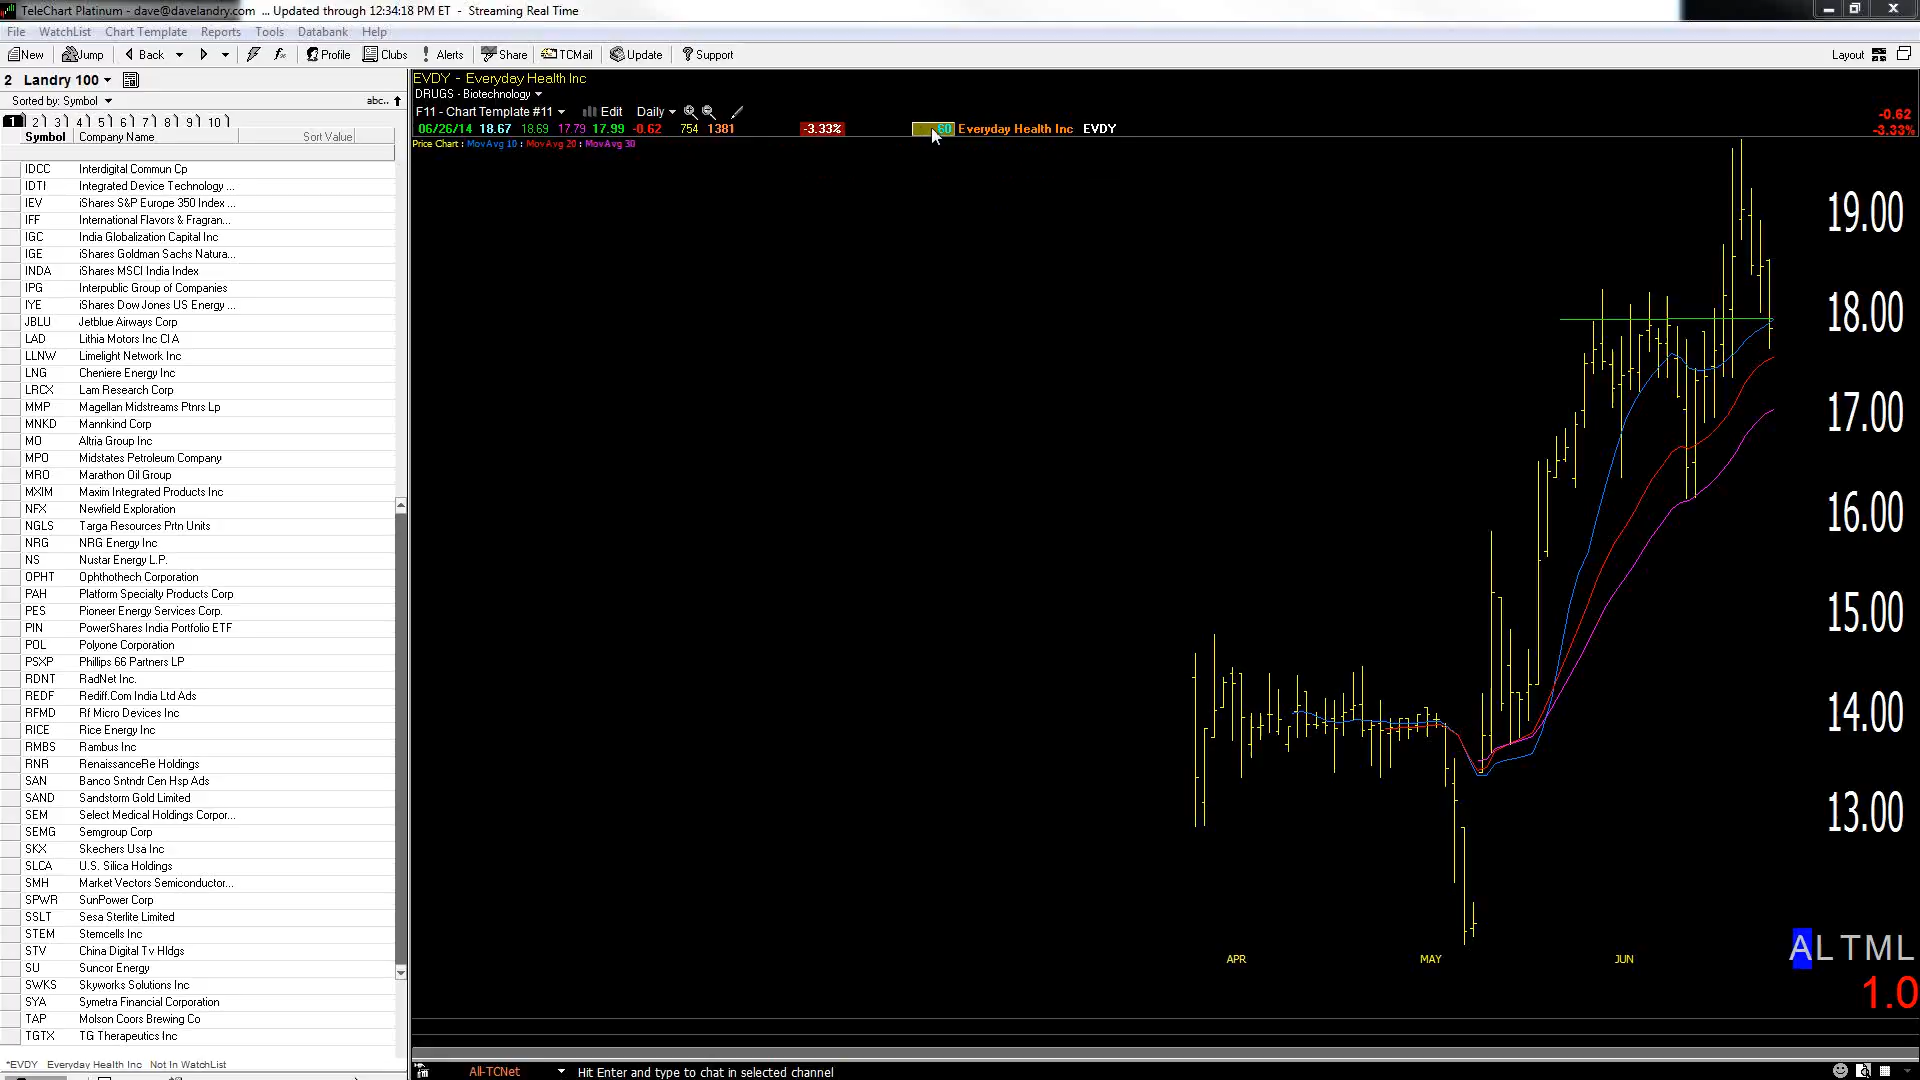 TeleChart Platinum - dave@davelandry.com ... Updated through 12:34:18 PM ET - Streaming Real Time
File WatchList Chart Template Reports Tools Databank Help
New Jump Back Profile Clubs Alerts Share TCMail Update Support Layout
2 Landry 100
Sorted by: Symbol abc..
1 2 3 4 5 6 7 8 9 10
Symbol Company Name Sort Value
IDCC Interdigital Commun Cp
IDTI Integrated Device Technology ...
IEV iShares S&P Europe 350 Index ...
IFF International Flavors & Fragran...
IGC India Globalization Capital Inc
IGE iShares Goldman Sachs Natura...
INDA iShares MSCI India Index
IPG Interpublic Group of Companies
IYE iShares Dow Jones US Energy ...
JBLU Jetblue Airways Corp
LAD Lithia Motors Inc Cl A
LLNW Limelight Network Inc
LNG Cheniere Energy Inc
LRCX Lam Research Corp
MMP Magellan Midstreams Ptnrs Lp
MNKD Mannkind Corp
MO Altria Group Inc
MPO Midstates Petroleum Company
MRO Marathon Oil Group
MXIM Maxim Integrated Products Inc
NFX Newfield Exploration
NGLS Targa Resources Prtn Units
NRG NRG Energy Inc
NS Nustar Energy L.P.
OPHT Ophthotech Corporation
PAH Platform Specialty Products Corp
PES Pioneer Energy Services Corp.
PIN PowerShares India Portfolio ETF
POL Polyone Corporation
PSXP Phillips 66 Partners LP
RDNT RadNet Inc.
REDF Rediff.Com India Ltd Ads
RFMD Rf Micro Devices Inc
RICE Rice Energy Inc
RMBS Rambus Inc
RNR RenaissanceRe Holdings
SAN Banco Sntndr Cen Hsp Ads
SAND Sandstorm Gold Limited
SEM Select Medical Holdings Corpor...
SEMG Semgroup Corp
SKX Skechers Usa Inc
SLCA U.S. Silica Holdings
SMH Market Vectors Semiconductor...
SPWR SunPower Corp
SSLT Sesa Sterlite Limited
STEM Stemcells Inc
STV China Digital Tv Hldgs
SU Suncor Energy
SWKS Skyworks Solutions Inc
SYA Symetra Financial Corporation
TAP Molson Coors Brewing Co
TGTX TG Therapeutics Inc
*EVDY Everyday Health Inc Not In WatchList
EVDY - Everyday Health Inc
DRUGS - Biotechnology
F11 - Chart Template #11 Edit Daily
06/26/14 18.67 18.69 17.79 17.99 -0.62 754 1381 -3.33% 60 Everyday Health Inc EVDY
Price Chart : MovAvg 10 : MovAvg 20 : MovAvg 30
-0.62
-3.33%
19.00
18.00
17.00
16.00
15.00
14.00
13.00
APR MAY JUN
ALTML
1.0
All-TCNet Hit Enter and type to chat in selected channel